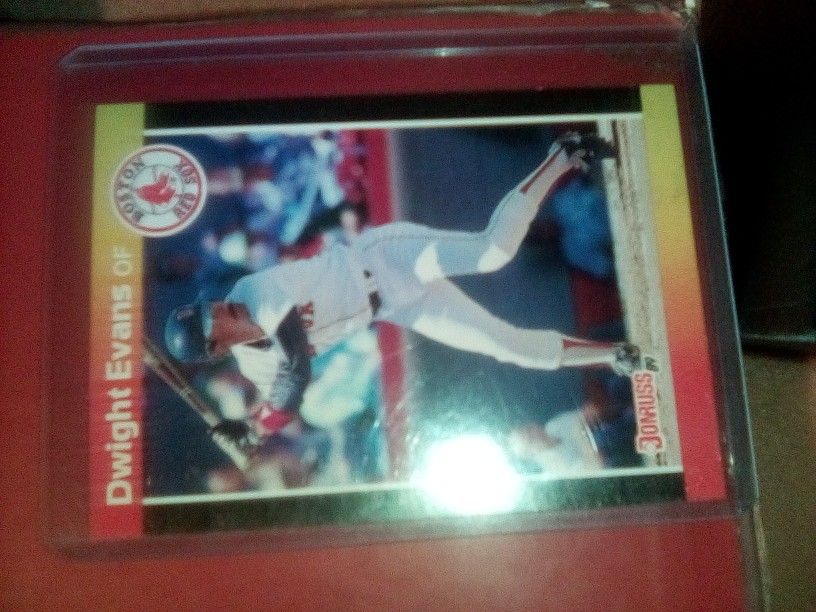 Dwight Evans OF
BOSTON
RED SOX
DONRUSS